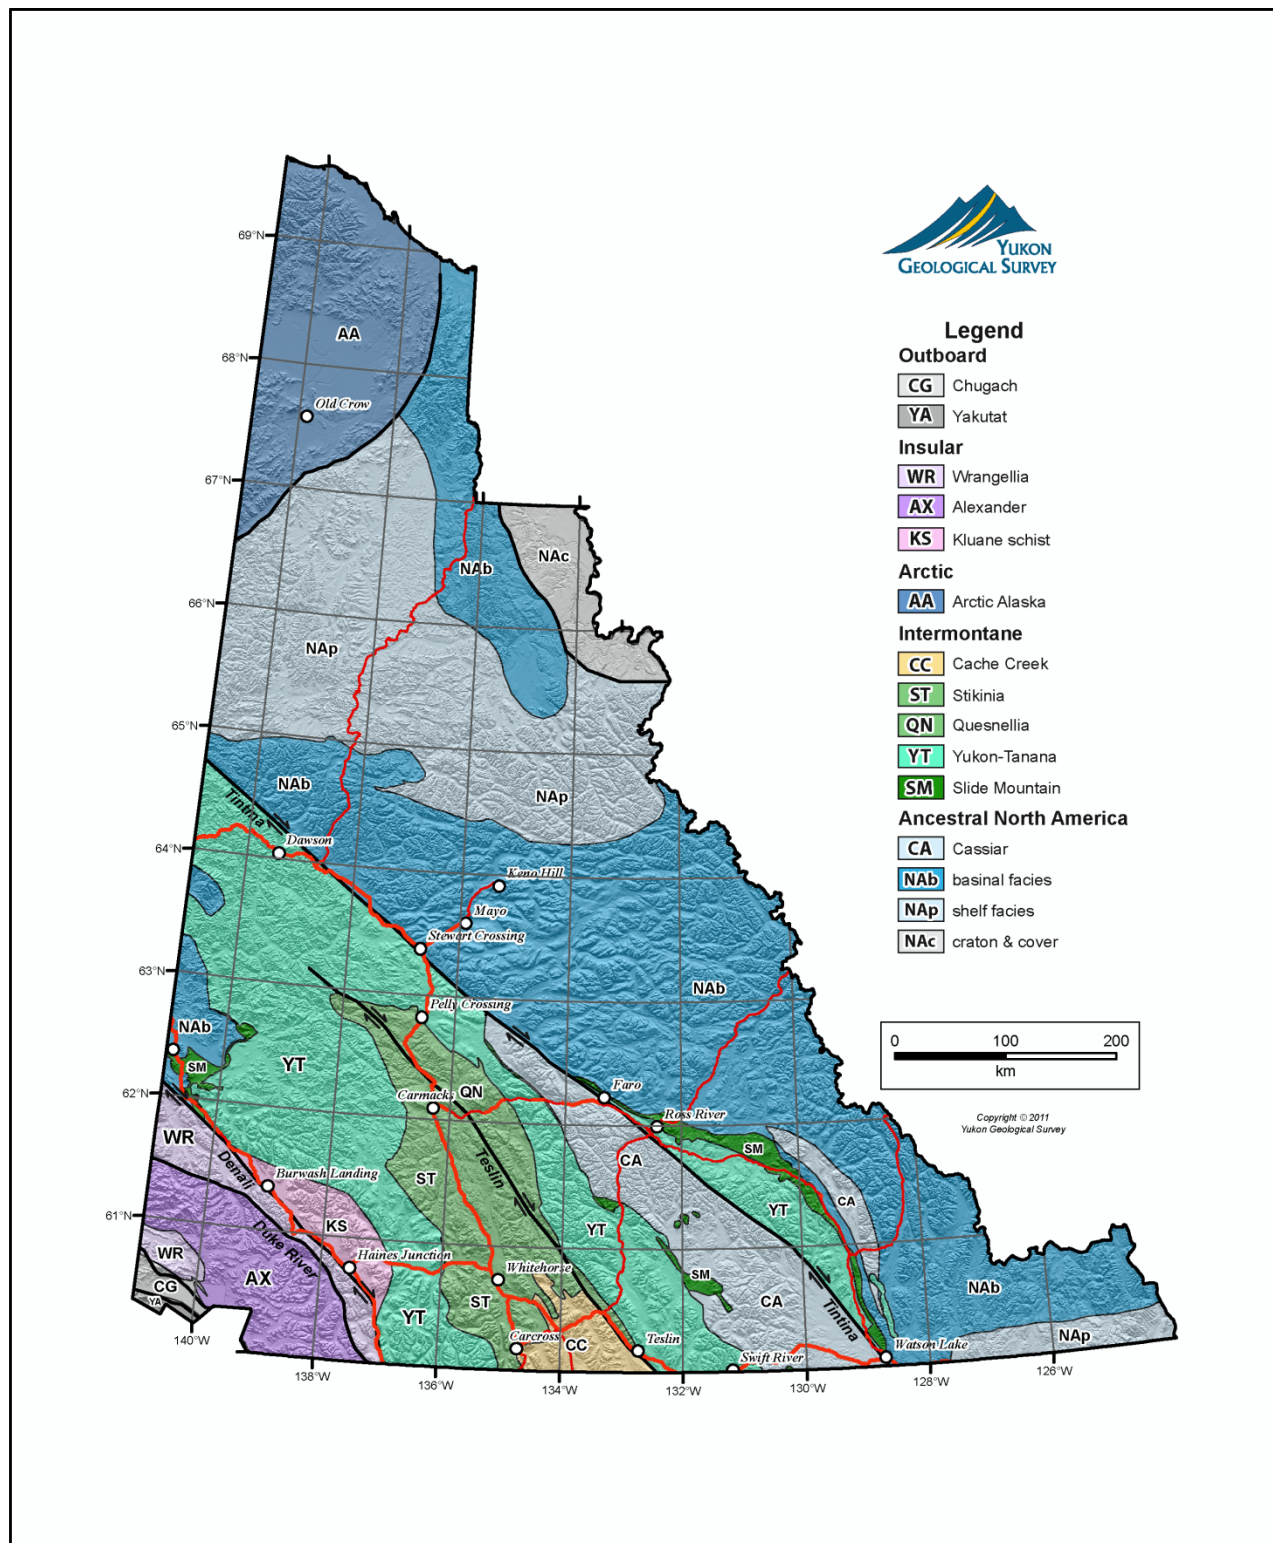 YUKON
GEOLOGICAL SURVEY
Legend
Outboard
CG Chugach
YA Yakutat
Insular
WR Wrangellia
AX Alexander
KS Kluane schist
Arctic
AA Arctic Alaska
Intermontane
CC Cache Creek
ST Stikinia
QN Quesnellia
YT Yukon-Tanana
SM Slide Mountain
Ancestral North America
CA Cassiar
NAb basinal facies
NAp shelf facies
NAc craton & cover
0 100 200
km
Copyright © 2011
Yukon Geological Survey
69°N
68°N
67°N
66°N
65°N
64°N
63°N
62°N
61°N
140°W
138°W
136°W
134°W
132°W
130°W
128°W
126°W
AA
Old Crow
NAc
NAb
NAp
NAb
NAp
Tintina
Dawson
Keno Hill
Mayo
Stewart Crossing
NAb
Pelly Crossing
NAb
SM
YT
QN
Carmacks
Faro
Ross River
WR
Denali
Burwash Landing
ST
Teslin
CA
SM
CA
YT
KS
Duke River
Haines Junction
YT
WR
CG
YA
AX
Whitehorse
ST
YT
SM
CA
Tintina
NAb
Carcross
CC
Teslin
Swift River
Watson Lake
NAp